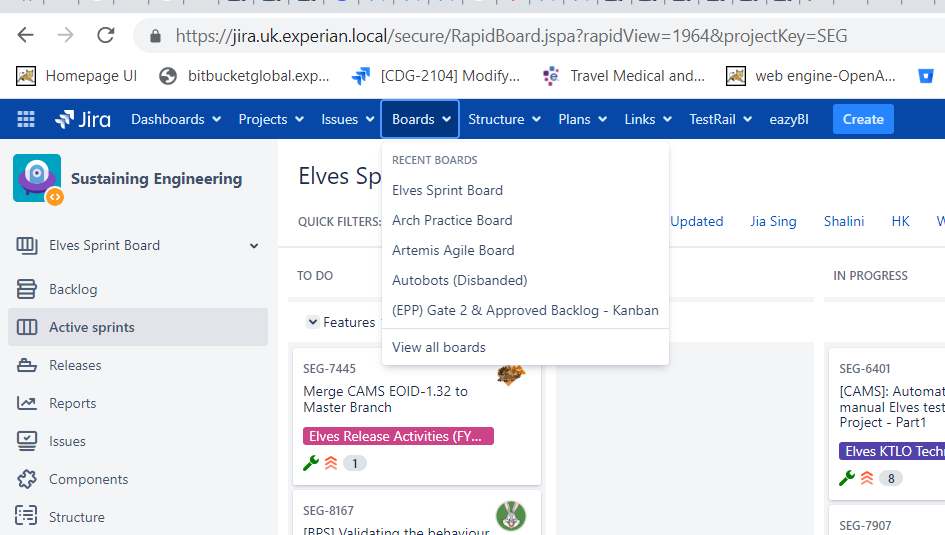 https://jira.uk.experian.local/secure/RapidBoard.jspa?rapidView=1964&projectKey=SEG
Homepage UI bitbucketglobal.exp... [CDG-2104] Modify,... Travel Medical and... web engine-OpenA...
Jira Dashboards Projects Issues Boards Structure Plans Links TestRail eazyBI Create
Sustaining Engineering
Elves Sprint Board
Backlog
Active sprints
Releases
Reports
Issues
Components
Structure
Elves Sp
QUICK FILTERS: Updated Jia Sing Shalini HK
RECENT BOARDS
Elves Sprint Board
Arch Practice Board
Artemis Agile Board
Autobots (Disbanded)
(EPP) Gate 2 & Approved Backlog - Kanban
View all boards
TO DO
IN PROGRESS
Features
SEG-7445
Merge CAMS EOID-1.32 to
Master Branch
Elves Release Activities (FY...
1
SEG-8167
[BPS] Validating the behaviour
SEG-6401
[CAMS]: Automat
manual Elves test
Project - Part1
Elves KTLO Techn
8
SEG-7907